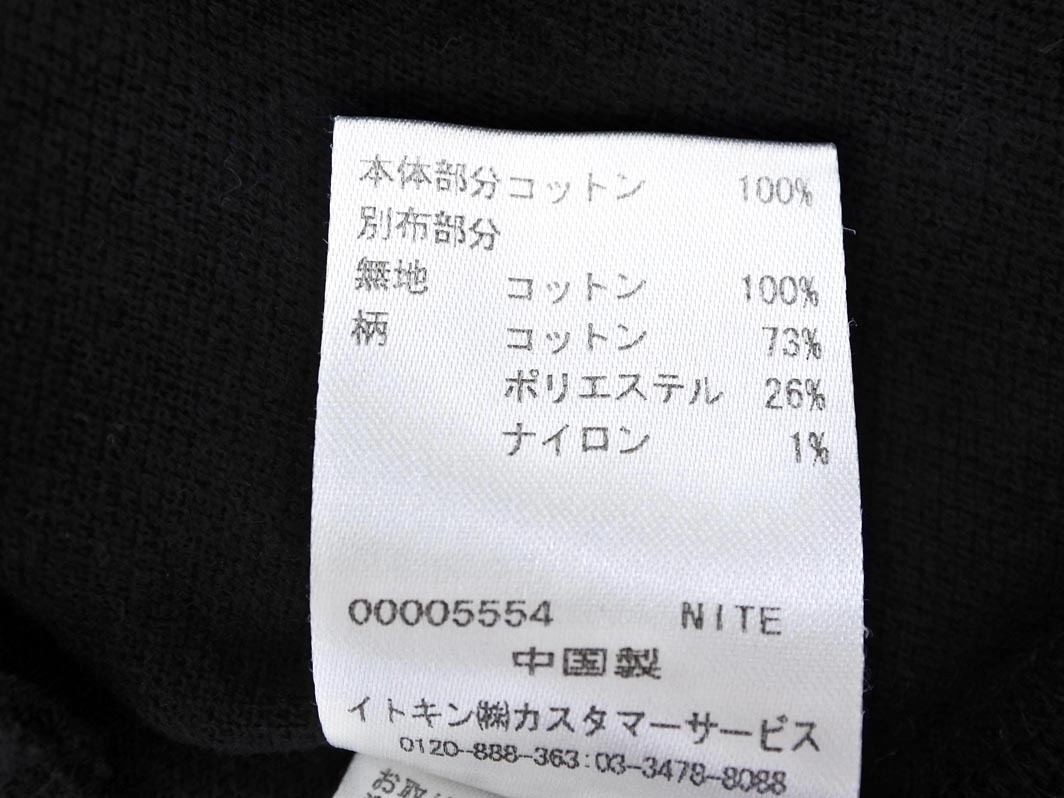 本体部分コットン 100%
別布部分
無地 コットン 100%
柄 コットン 73%
ポリエステル 26%
ナイロン 1%
00005554 NITE
中国製
イトキン㈱カスタマーサービス
0120-888-363:03-3478-8088
お取